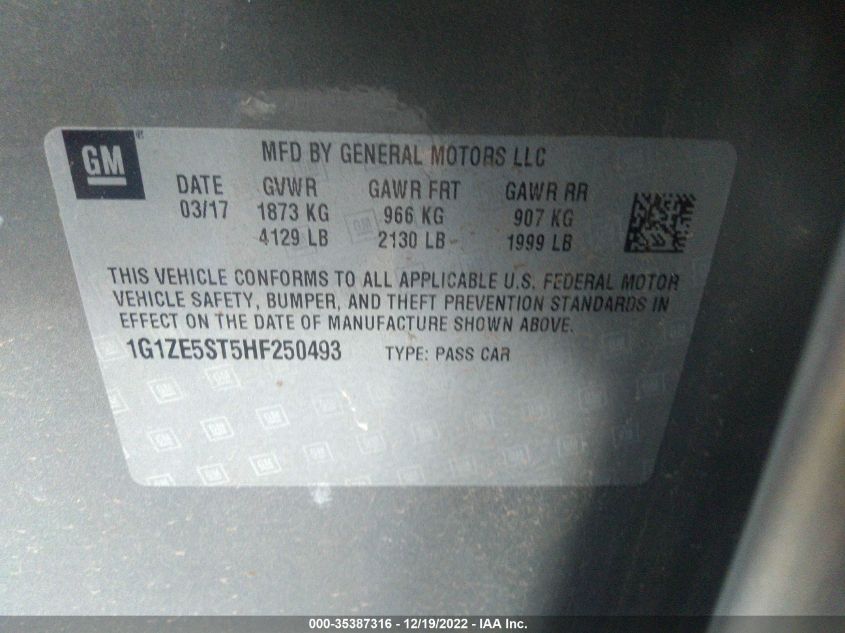 GM
MFD BY GENERAL MOTORS LLC
DATE GVWR GAWR FRT GAWR RR
03/17 1873 KG 966 KG 907 KG
4129 LB 2130 LB 1999 LB
THIS VEHICLE CONFORMS TO ALL APPLICABLE U.S. FEDERAL MOTOR
VEHICLE SAFETY, BUMPER, AND THEFT PREVENTION STANDARDS IN
EFFECT ON THE DATE OF MANUFACTURE SHOWN ABOVE.
1G1ZE5ST5HF250493 TYPE: PASS CAR
000-35387316 - 12/19/2022 - IAA Inc.